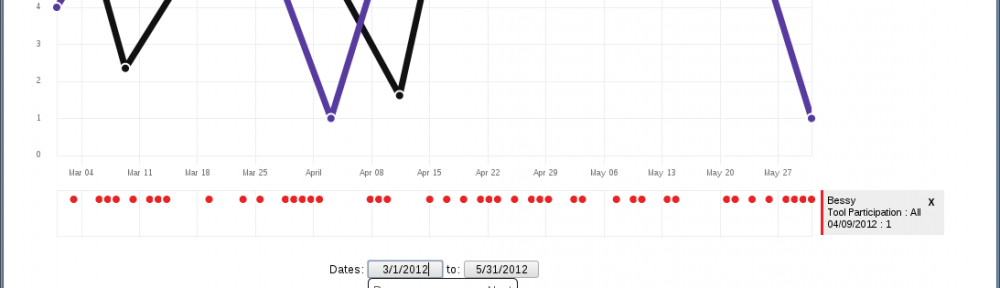 4
3
2
1
0
Mar 04 Mar 11 Mar 18 Mar 25 April Apr 08 Apr 15 Apr 22 Apr 29 May 06 May 13 May 20 May 27
Bessy X
Tool Participation : All
04/09/2012 : 1
Dates: 3/1/2012 to: 5/31/2012